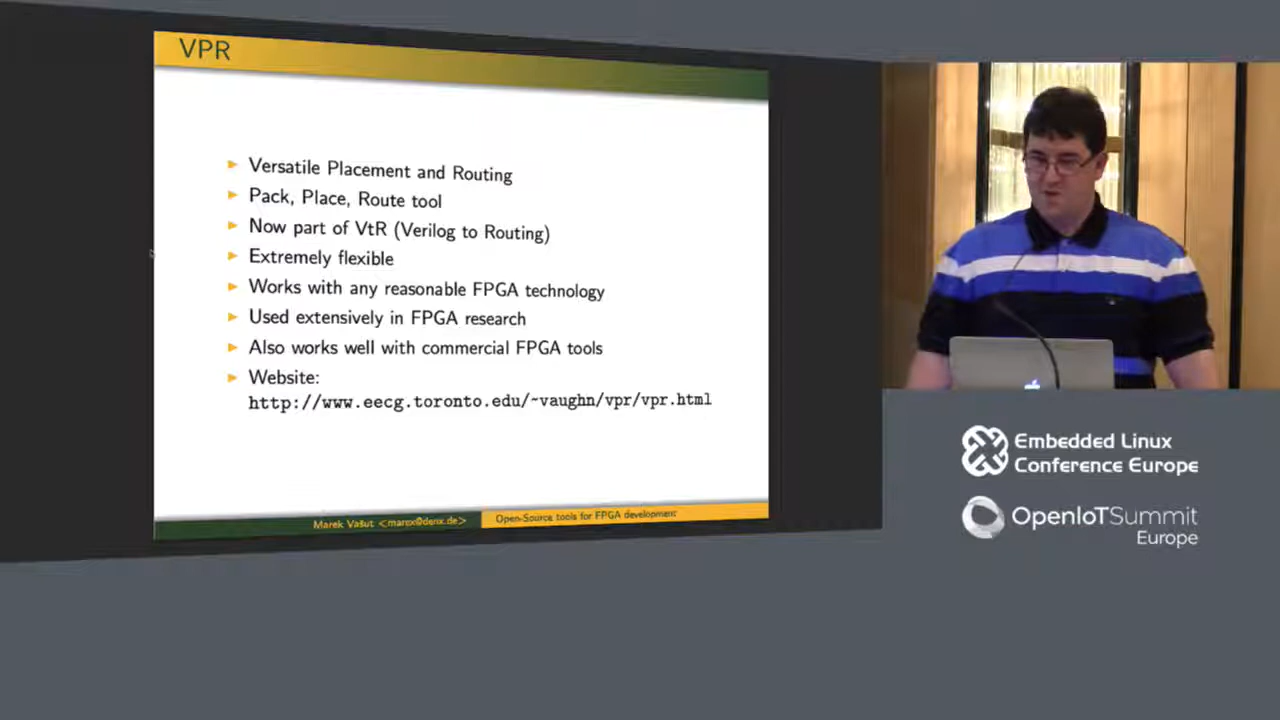 VPR
Versatile Placement and Routing
Pack, Place, Route tool
Now part of VtR (Verilog to Routing)
Extremely flexible
Works with any reasonable FPGA technology
Used extensively in FPGA research
Also works well with commercial FPGA tools
Website:
http://www.eecg.toronto.edu/~vaughn/vpr/vpr.html
Marek Vašut <marex@denx.de>
Open-Source tools for FPGA development
Embedded Linux
Conference Europe
OpenIoTSummit
Europe